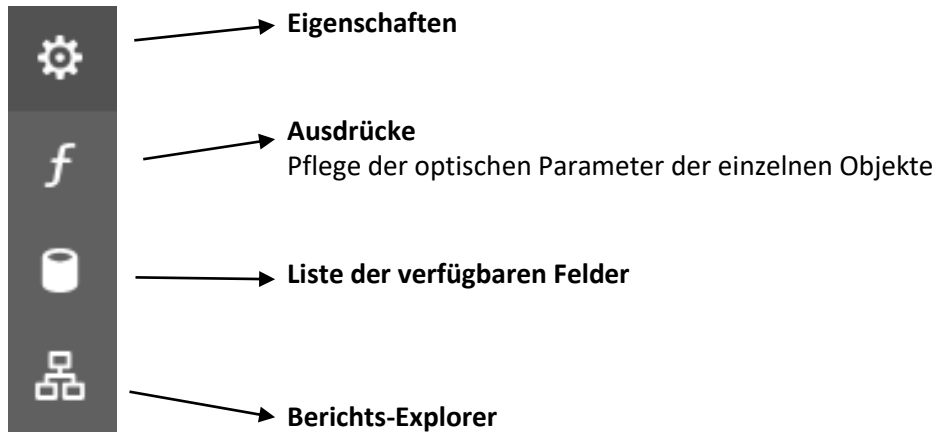 Eigenschaften
f
Ausdrücke
Pflege der optischen Parameter der einzelnen Objekte
Liste der verfügbaren Felder
Berichts-Explorer